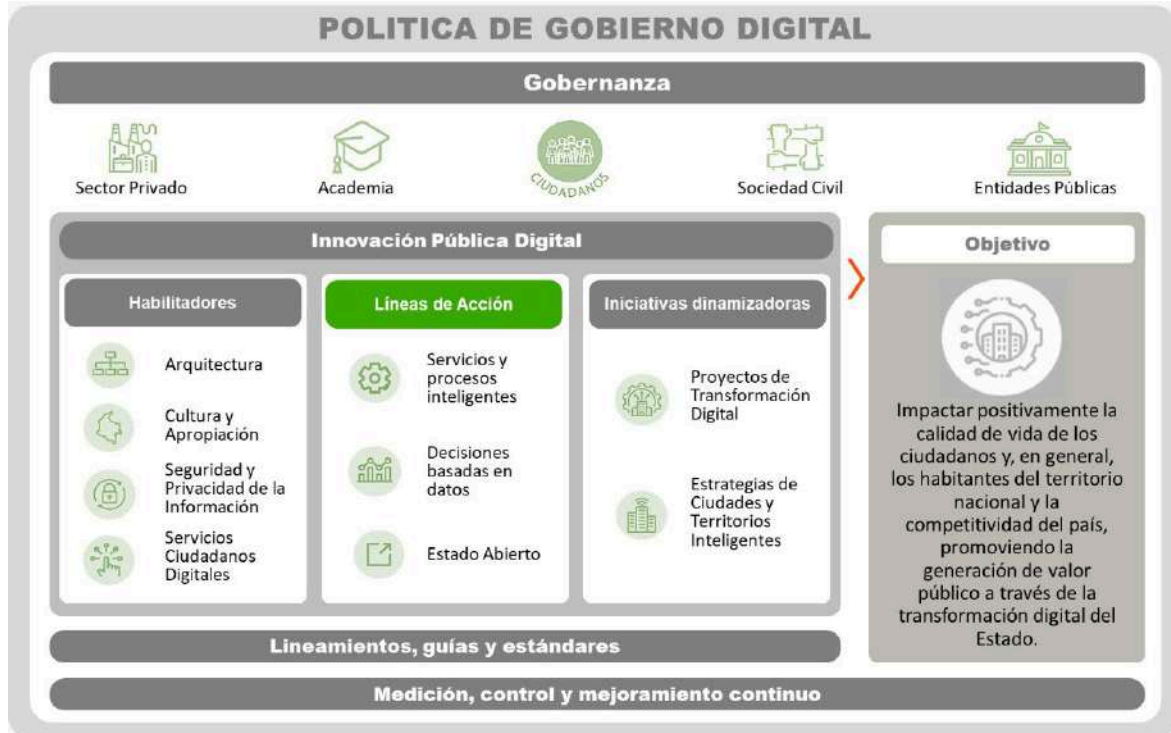 POLITICA DE GOBIERNO DIGITAL
Gobernanza
Sector Privado
Academia
CIUDADANOS
Sociedad Civil
Entidades Públicas
Innovación Pública Digital
Habilitadores
Arquitectura
Cultura y
Apropiación
Seguridad y
Privacidad de la
Información
Servicios
Ciudadanos
Digitales
Líneas de Acción
Servicios y
procesos
inteligentes
Decisiones
basadas en
datos
Estado Abierto
Iniciativas dinamizadoras
Proyectos de
Transformación
Digital
Estrategias de
Ciudades y
Territorios
Inteligentes
Objetivo
Impactar positivamente la
calidad de vida de los
ciudadanos y, en general,
los habitantes del territorio
nacional y la
competitividad del país,
promoviendo la
generación de valor
público a través de la
transformación digital del
Estado.
Lineamientos, guías y estándares
Medición, control y mejoramiento continuo